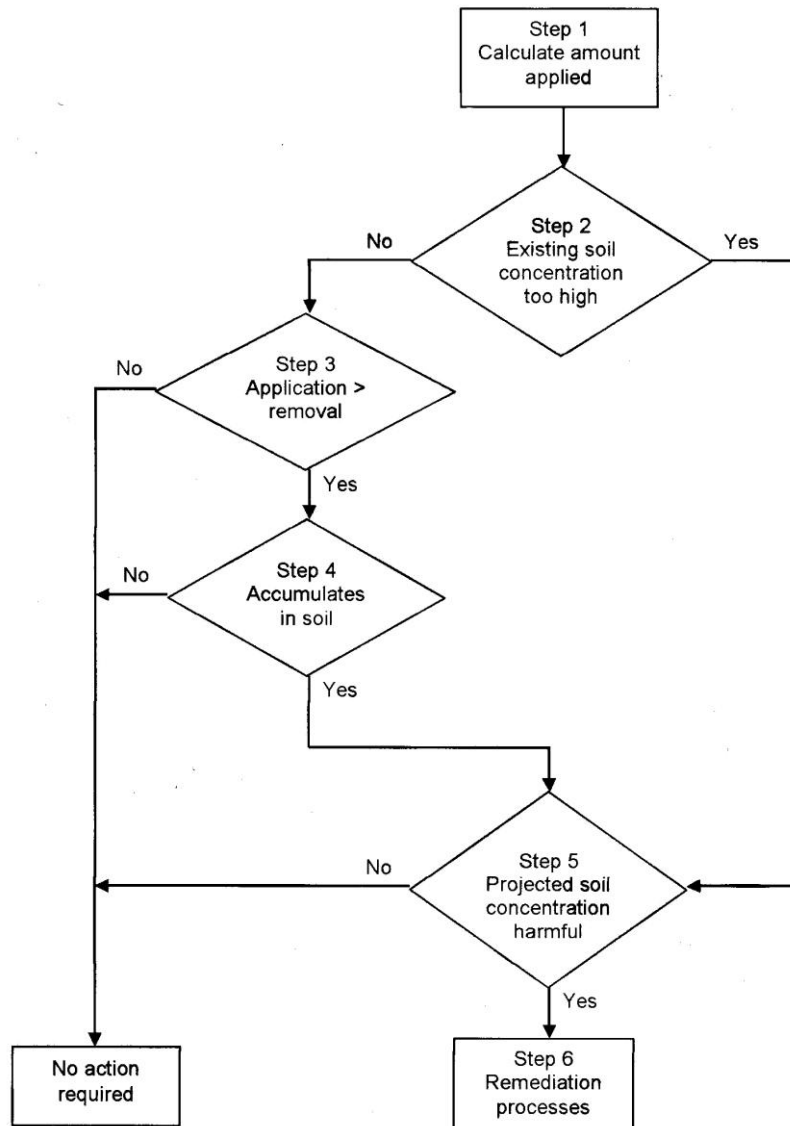 Step 1
Calculate amount
applied
Step 2
Existing soil
concentration
too high
No
Yes
Step 3
Application >
removal
No
Yes
Step 4
Accumulates
in soil
No
Yes
Step 5
Projected soil
concentration
harmful
No
Yes
No action
required
Step 6
Remediation
processes